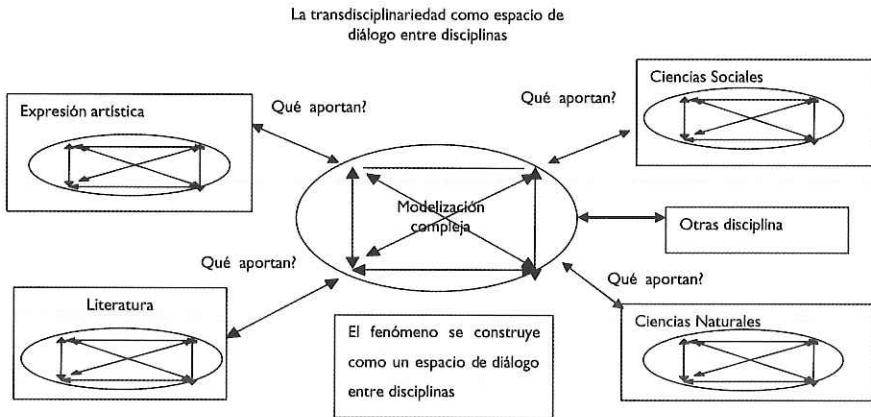 La transdisciplinariedad como espacio de
diálogo entre disciplinas
Expresión artística
Qué aportan?
Qué aportan?
Ciencias Sociales
Modelización
compleja
Otras disciplina
Qué aportan?
Qué aportan?
Literatura
El fenómeno se construye
como un espacio de diálogo
entre disciplinas
Ciencias Naturales